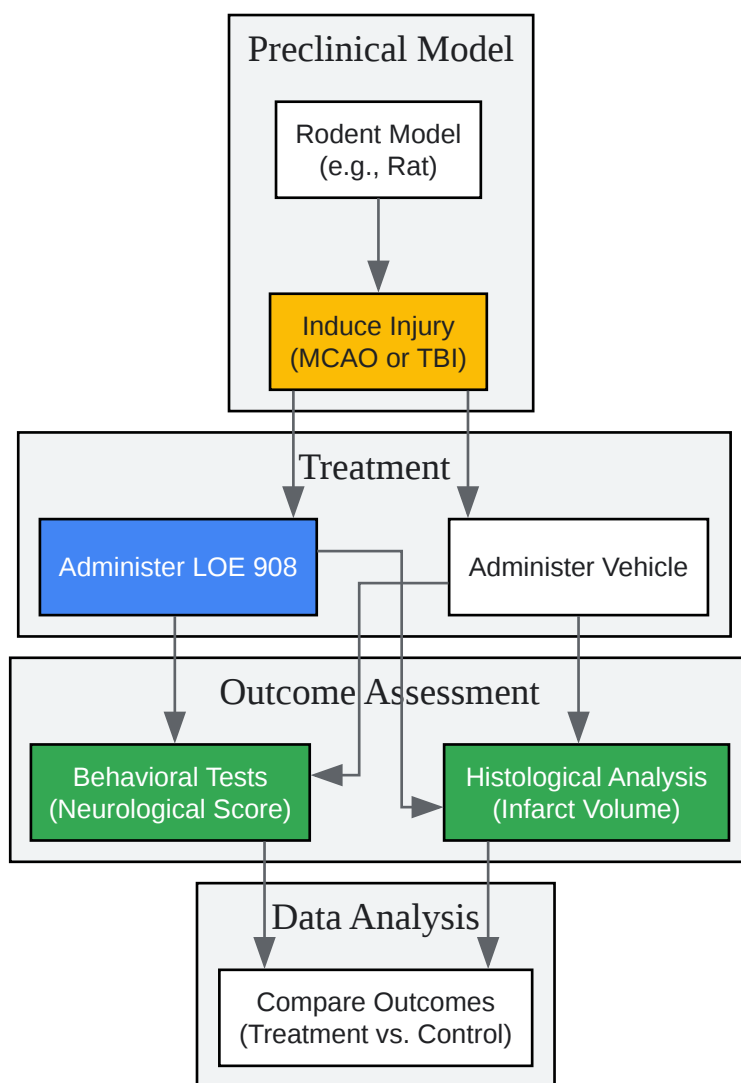 Preclinical Model
Rodent Model
(e.g., Rat)
Induce Injury
(MCAO or TBI)
Treatment
Administer LOE 908
Administer Vehicle
Outcome Assessment
Behavioral Tests
(Neurological Score)
Histological Analysis
(Infarct Volume)
Data Analysis
Compare Outcomes
(Treatment vs. Control)